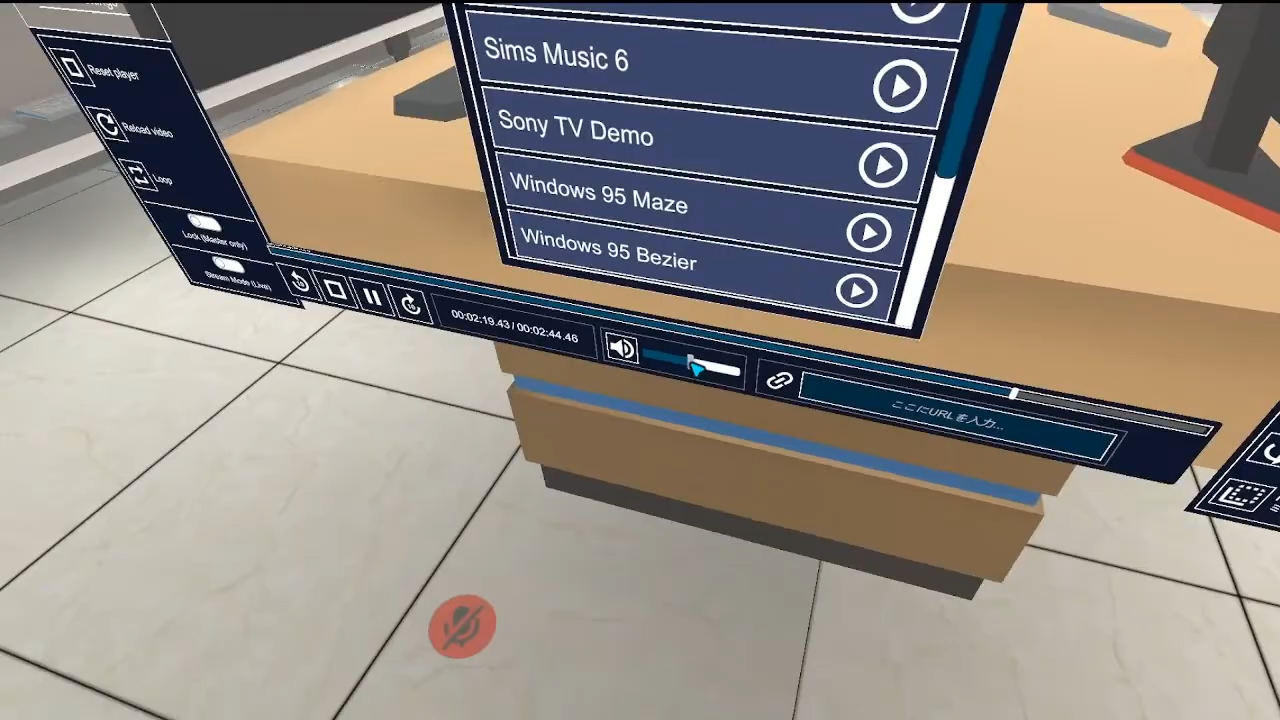 Reset player
Reload video
Loop
Lock (Master only)
Stream Mode (Live)
Sims Music 6
Sony TV Demo
Windows 95 Maze
Windows 95 Bezier
00:02:19.43 / 00:02:44.46
ここにURLを入力...